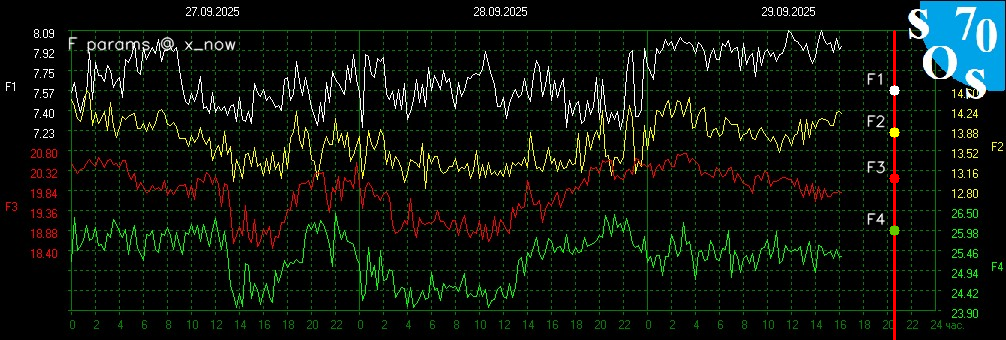 27.09.2025 28.09.2025 29.09.2025
F params @ x_now
SOS70
8.09
7.92
7.75
7.57
7.40
7.23
F1
20.80
20.32
19.84
19.36
18.88
18.40
F3
F1
F2
F3
F4
14.60
14.24
13.88
13.52
13.16
12.80
F2
26.50
25.98
25.46
24.94
24.42
23.90
F4
0 2 4 6 8 10 12 14 16 18 20 22 0 2 4 6 8 10 12 14 16 18 20 22 0 2 4 6 8 10 12 14 16 18 20 22 24 час.